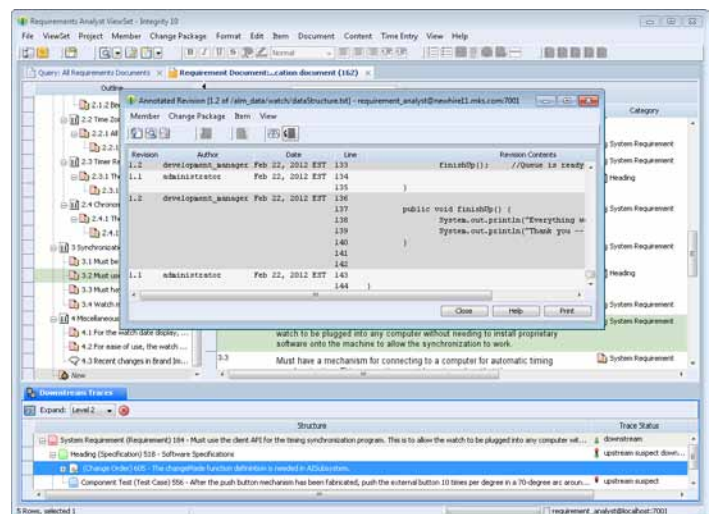 Requirements Analyst ViewSet - Integrity 10
File ViewSet Project Member Change Package Format Edit Item Document Content Time Entry View Help
Normal
Query: All Requirements Documents
Requirement Document:...cation document (162)
Outline
Category
2.2 Time Zo
2.3 Timer Re
2.4 Chronom
3 Synchronizati
3.1 Must be
3.2 Must use
3.3 Must hav
3.4 Watch m
4 Miscellaneous
4.1 For the watch date display, ...
4.2 For ease of use, the watch ...
4.3 Recent changes in Brand Im...
New
Annotated Revision [1.2 of /alm_data/watch/dataStructure.txt] - requirement_analyst@newhire11.mks.com:7001
Member Change Package Item View
Revision Author Date Line Revision Contents
1.2 development_manager Feb 22, 2012 EST 133 finishUp(); //Queue is ready
1.1 administrator Feb 22, 2012 EST 134
135 }
1.2 development_manager Feb 22, 2012 EST 136
137 public void finishUp() {
138 System.out.println("Everything w
139 System.out.println("Thank you --
140 }
141
142
1.1 administrator Feb 22, 2012 EST 143
144 }
Close Help Print
System Requirement
System Requirement
Heading
System Requirement
System Requirement
Heading
System Requirement
System Requirement
watch to be plugged into any computer without needing to install proprietary
software onto the machine to allow the synchronization to work.
3.3 Must have a mechanism for connecting to a computer for automatic timing
System Requirement
Downstream Traces
Expand: Level 2
Structure Trace Status
System Requirement (Requirement) 184 - Must use the client API for the timing synchronization program. This is to allow the watch to be plugged into any computer wit... downstream
Heading (Specification) 518 - Software Specifications upstream suspect down...
(Change Order) 605 - The changeMode function definition is needed in AISubsystem.
Component Test (Test Case) 556 - After the push button mechanism has been fabricated, push the external button 10 times per degree in a 70-degree arc aroun... upstream suspect
5 Rows, selected 1
requirement_analyst@localhost:7001